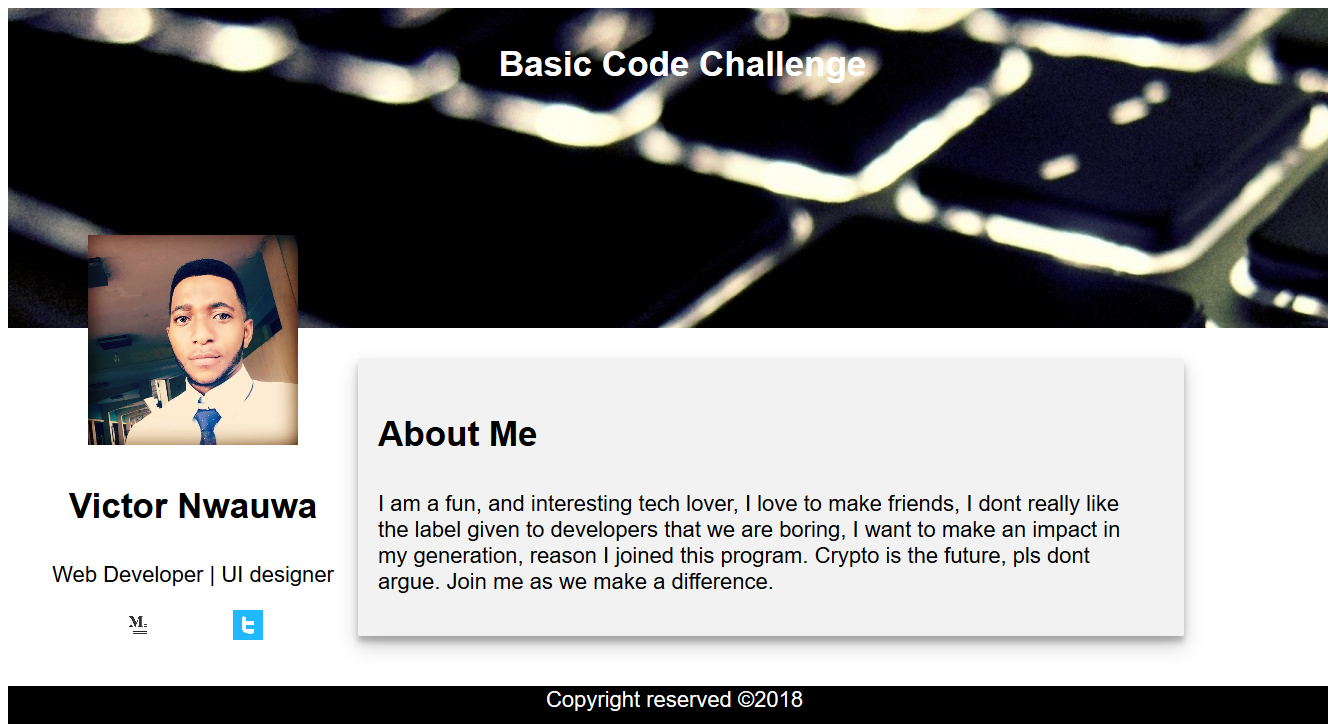 Basic Code Challenge
Victor Nwauwa
Web Developer | UI designer
M
About Me
I am a fun, and interesting tech lover, I love to make friends, I dont really like
the label given to developers that we are boring, I want to make an impact in
my generation, reason I joined this program. Crypto is the future, pls dont
argue. Join me as we make a difference.
Copyright reserved ©2018